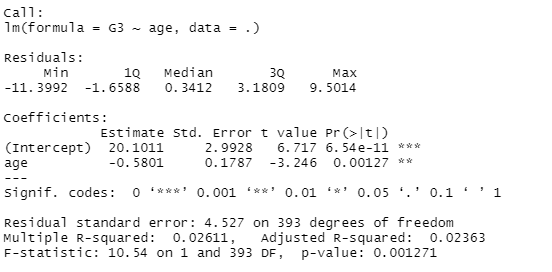 Call:
lm(formula = G3 ~ age, data = .)
Residuals:
Min 1Q Median 3Q Max
-11.3992 -1.6588 0.3412 3.1809 9.5014
Coefficients:
Estimate Std. Error t value Pr(>|t|)
(Intercept) 20.1011 2.9928 6.717 6.54e-11 ***
age -0.5801 0.1787 -3.246 0.00127 **
---
Signif. codes: 0 ‘***’ 0.001 ‘**’ 0.01 ‘*’ 0.05 ‘.’ 0.1 ‘ ’ 1
Residual standard error: 4.527 on 393 degrees of freedom
Multiple R-squared: 0.02611, Adjusted R-squared: 0.02363
F-statistic: 10.54 on 1 and 393 DF, p-value: 0.001271